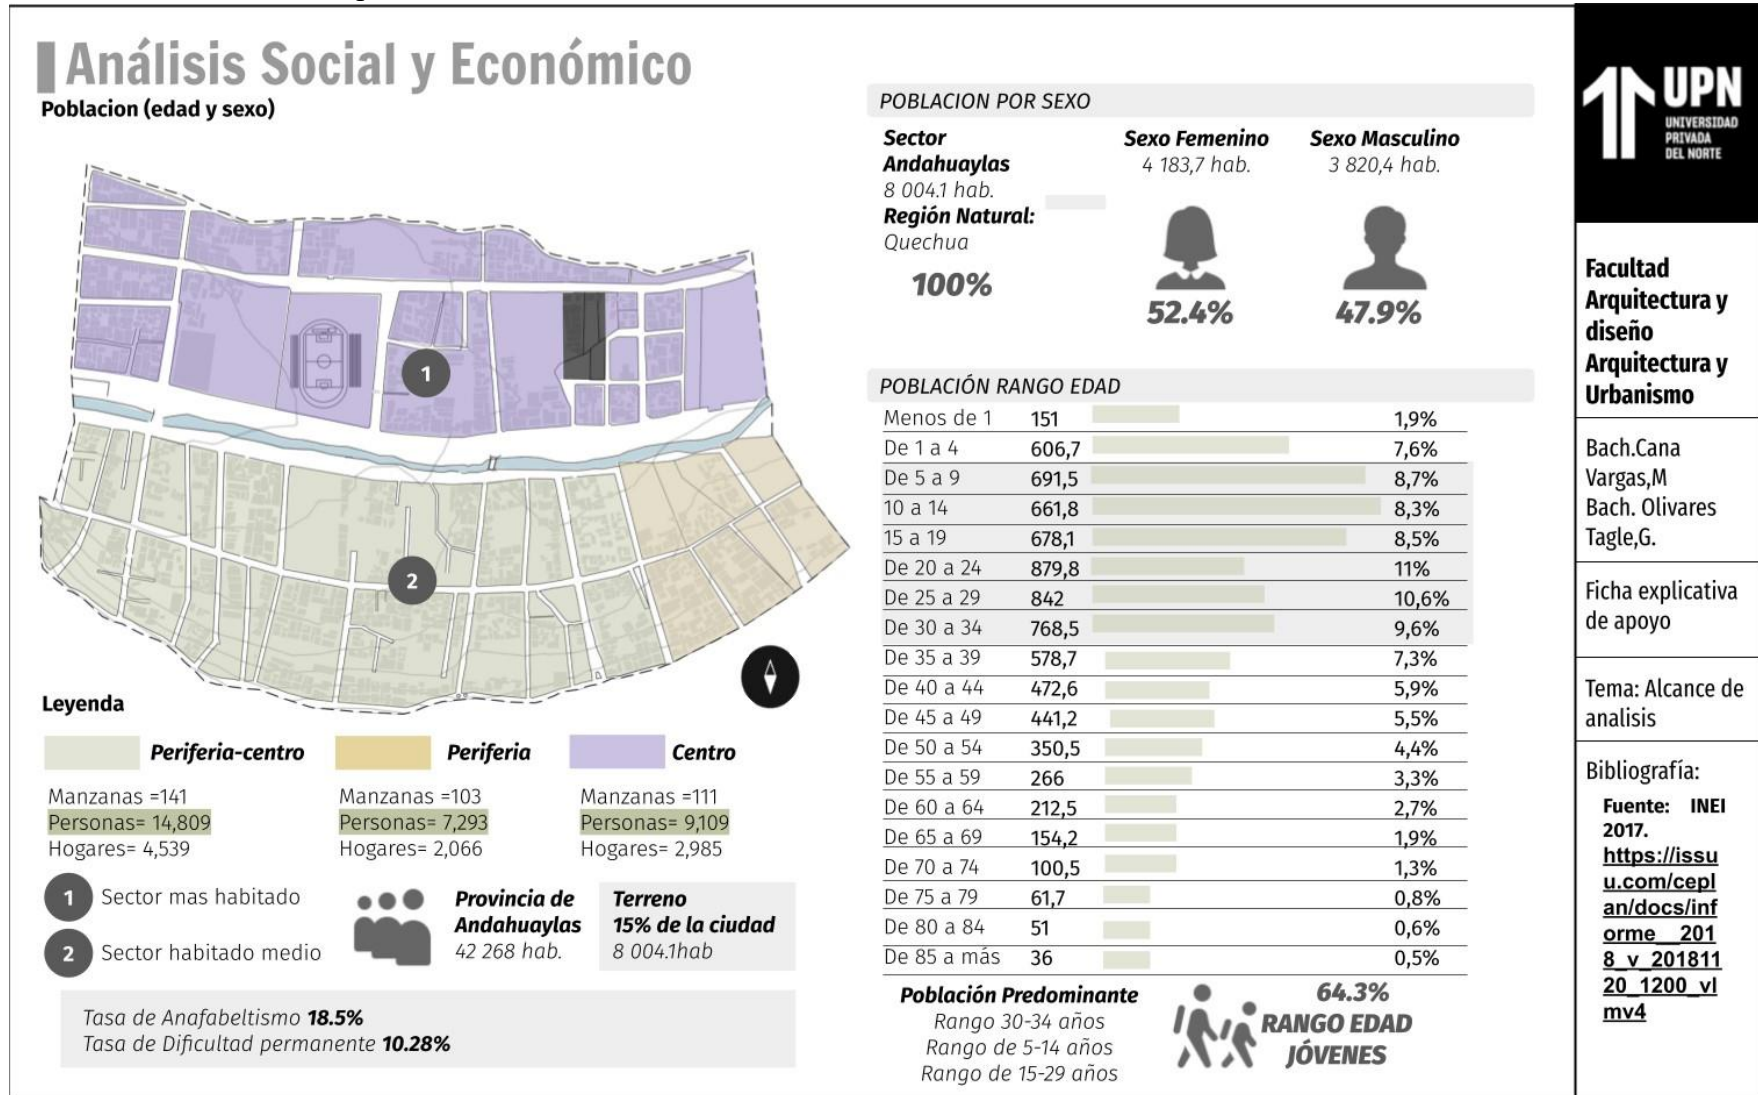 Análisis Social y Económico
Poblacion (edad y sexo)
1
2
Leyenda
Periferia-centro
Manzanas =141
Personas= 14,809
Hogares= 4,539
Periferia
Manzanas =103
Personas= 7,293
Hogares= 2,066
Centro
Manzanas =111
Personas= 9,109
Hogares= 2,985
1 Sector mas habitado
2 Sector habitado medio
Provincia de
Andahuaylas
42 268 hab.
Terreno
15% de la ciudad
8 004.1hab
Tasa de Anafabeltismo 18.5%
Tasa de Dificultad permanente 10.28%
POBLACION POR SEXO
Sector
Andahuaylas
8 004.1 hab.
Región Natural:
Quechua
100%
Sexo Femenino
4 183,7 hab.
52.4%
Sexo Masculino
3 820,4 hab.
47.9%
POBLACIÓN RANGO EDAD
Menos de 1 151 1,9%
De 1 a 4 606,7 7,6%
De 5 a 9 691,5 8,7%
10 a 14 661,8 8,3%
15 a 19 678,1 8,5%
De 20 a 24 879,8 11%
De 25 a 29 842 10,6%
De 30 a 34 768,5 9,6%
De 35 a 39 578,7 7,3%
De 40 a 44 472,6 5,9%
De 45 a 49 441,2 5,5%
De 50 a 54 350,5 4,4%
De 55 a 59 266 3,3%
De 60 a 64 212,5 2,7%
De 65 a 69 154,2 1,9%
De 70 a 74 100,5 1,3%
De 75 a 79 61,7 0,8%
De 80 a 84 51 0,6%
De 85 a más 36 0,5%
Población Predominante
Rango 30-34 años
Rango de 5-14 años
Rango de 15-29 años
64.3%
RANGO EDAD
JÓVENES
UPN
UNIVERSIDAD
PRIVADA
DEL NORTE
Facultad
Arquitectura y
diseño
Arquitectura y
Urbanismo
Bach.Cana
Vargas,M
Bach. Olivares
Tagle,G.
Ficha explicativa
de apoyo
Tema: Alcance de
analisis
Bibliografía:
Fuente: INEI
2017.
https://issu
u.com/cepl
an/docs/inf
orme__201
8_v_201811
20_1200_vl
mv4